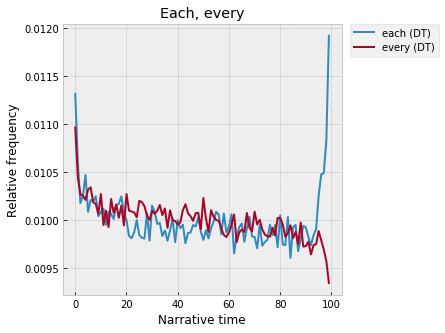 Each, every
each (DT)
every (DT)
0.0120
0.0115
0.0110
0.0105
0.0100
0.0095
Relative frequency
0 20 40 60 80 100
Narrative time